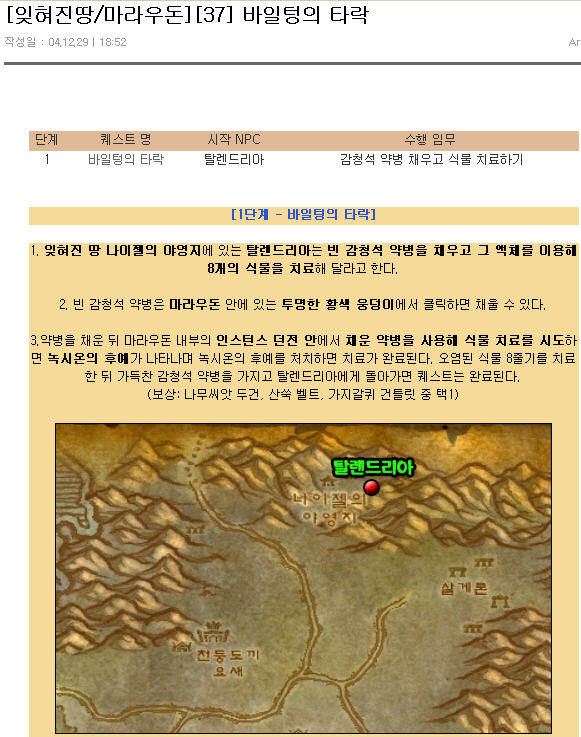 [잊혀진땅/마라우돈][37] 바일텅의 타락
작성일 : 04,12,29 | 18:52
Ar
단계 퀘스트 명 시작 NPC 수행 임무
1 바일텅의 타락 탈렌드리아 감청석 약병 채우고 식물 치료하기
[1단계 - 바일텅의 타락]
1. 잊혀진 땅 나이젤의 야영지에 있는 탈렌드리아는 빈 감청석 약병을 채우고 그 액체를 이용해
8개의 식물을 치료해 달라고 한다.
2. 빈 감청석 약병은 마라우돈 안에 있는 투명한 황색 웅덩이에서 클릭하면 채울 수 있다.
3.약병을 채운 뒤 마라우돈 내부의 인스턴스 던전 안에서 채운 약병을 사용해 식물 치료를 시도하
면 녹시온의 후예가 나타나며 녹시온의 후예를 처치하면 치료가 완료된다. 오염된 식물 8줄기를 치료
한 뒤 가득찬 감청석 약병을 가지고 탈렌드리아에게 돌아가면 퀘스트는 완료된다.
(보상: 나무씨앗 두건, 산쑥 벨트, 가지갈퀴 건틀릿 중 택1)
탈렌드리아
나이젤의
야영지
살게론
천둥도끼
요새